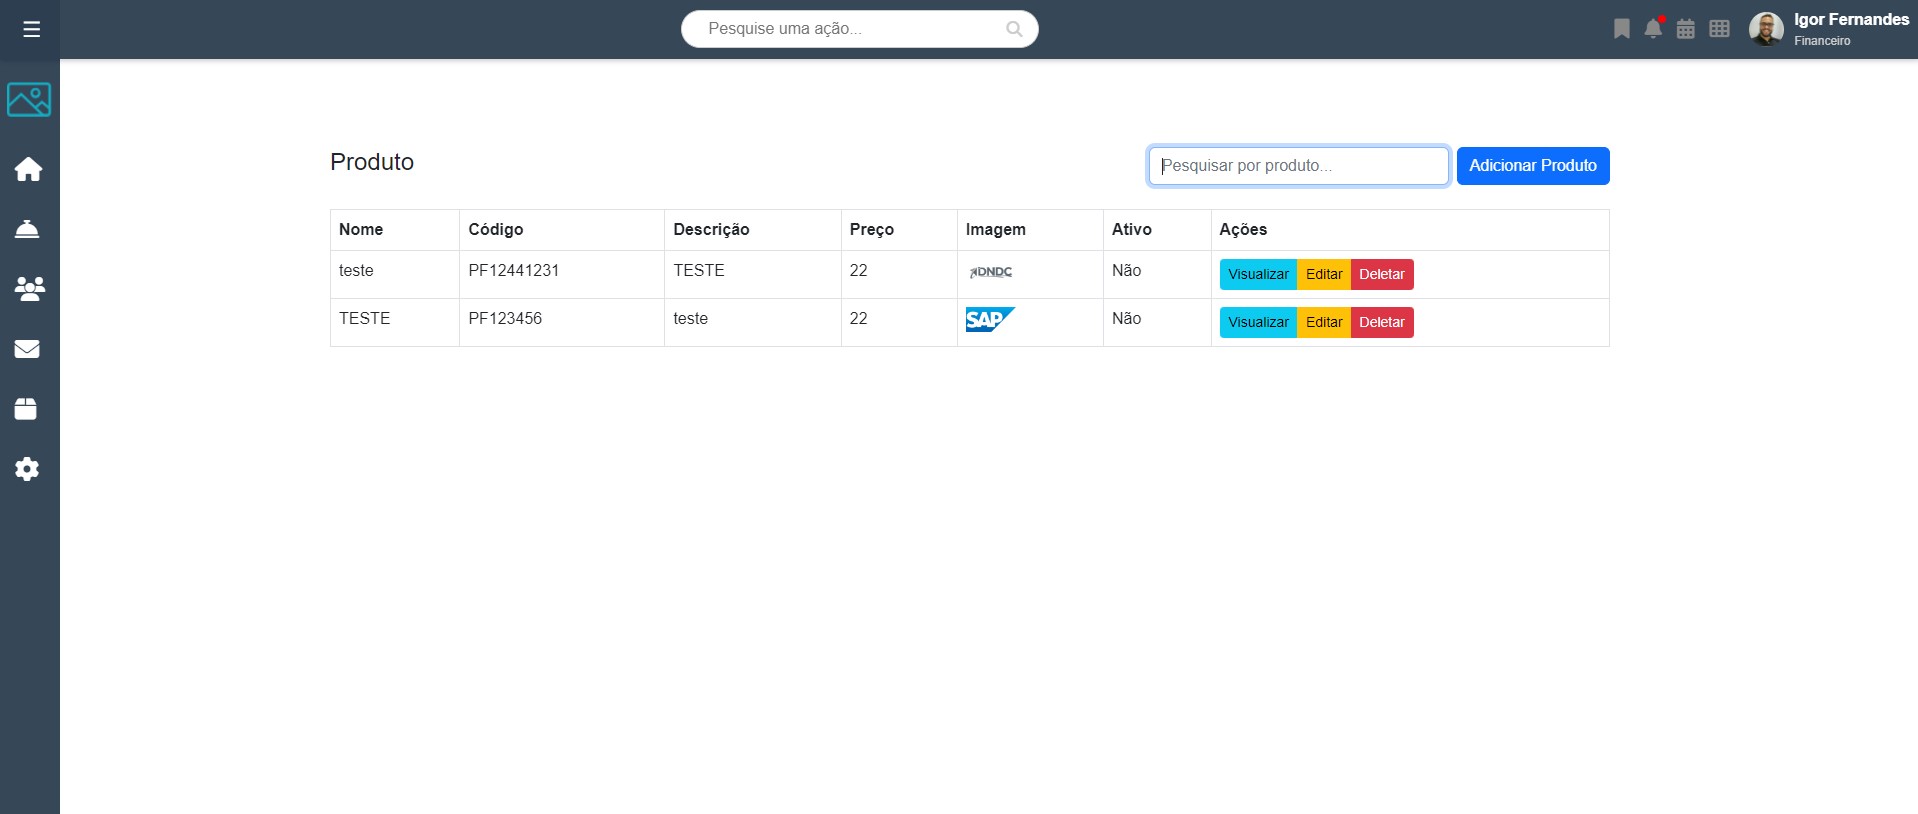 Pesquise uma ação...
Igor Fernandes
Financeiro
Produto
Pesquisar por produto...
Adicionar Produto
Nome Código Descrição Preço Imagem Ativo Ações
teste PF12441231 TESTE 22 DNDC Não Visualizar Editar Deletar
TESTE PF123456 teste 22 SAP Não Visualizar Editar Deletar